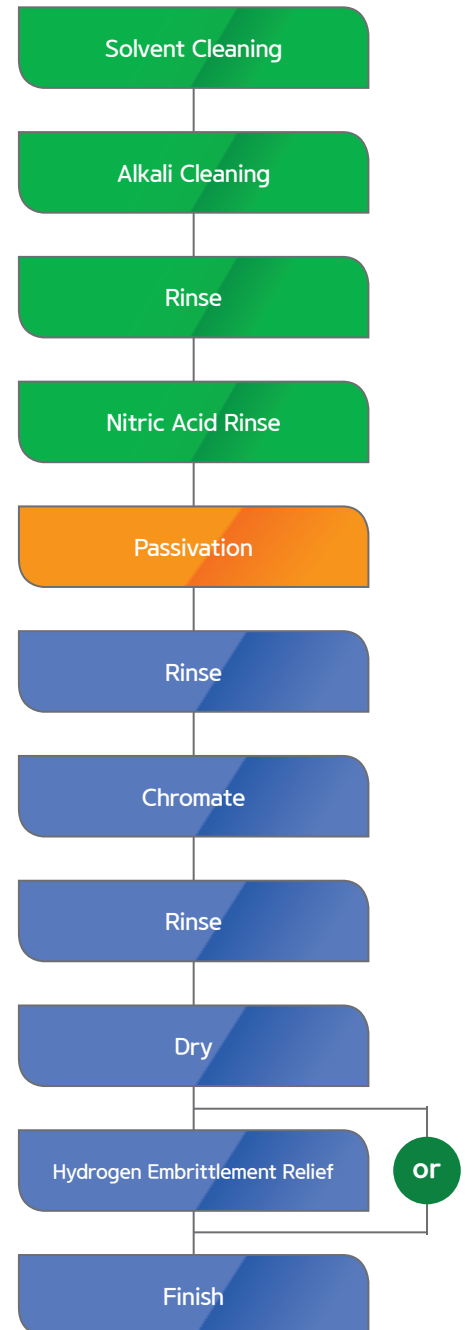 Solvent Cleaning
Alkali Cleaning
Rinse
Nitric Acid Rinse
Passivation
Rinse
Chromate
Rinse
Dry
Hydrogen Embrittlement Relief
or
Finish